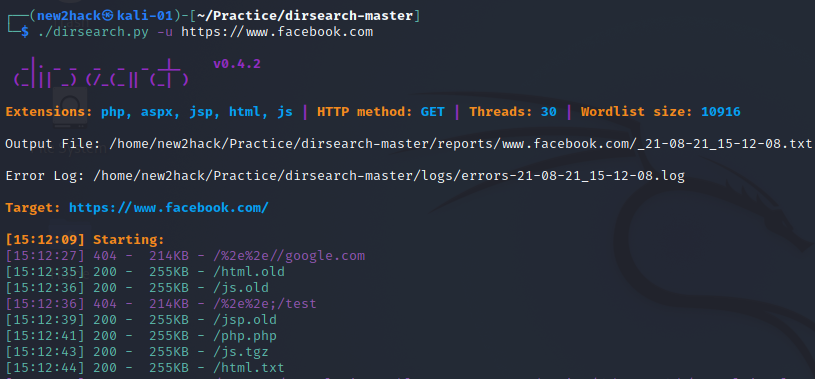 (new2hack㉿kali-01)-[~/Practice/dirsearch-master]
$ ./dirsearch.py -u https://www.facebook.com
dirsearch v0.4.2
Extensions: php, aspx, jsp, html, js | HTTP method: GET | Threads: 30 | Wordlist size: 10916
Output File: /home/new2hack/Practice/dirsearch-master/reports/www.facebook.com/_21-08-21_15-12-08.txt
Error Log: /home/new2hack/Practice/dirsearch-master/logs/errors-21-08-21_15-12-08.log
Target: https://www.facebook.com/
[15:12:09] Starting:
[15:12:27] 404 -  214KB - /%2e%2e//google.com
[15:12:35] 200 -  255KB - /html.old
[15:12:36] 200 -  255KB - /js.old
[15:12:36] 404 -  214KB - /%2e%2e;/test
[15:12:39] 200 -  255KB - /jsp.old
[15:12:41] 200 -  255KB - /php.php
[15:12:43] 200 -  255KB - /js.tgz
[15:12:44] 200 -  255KB - /html.txt